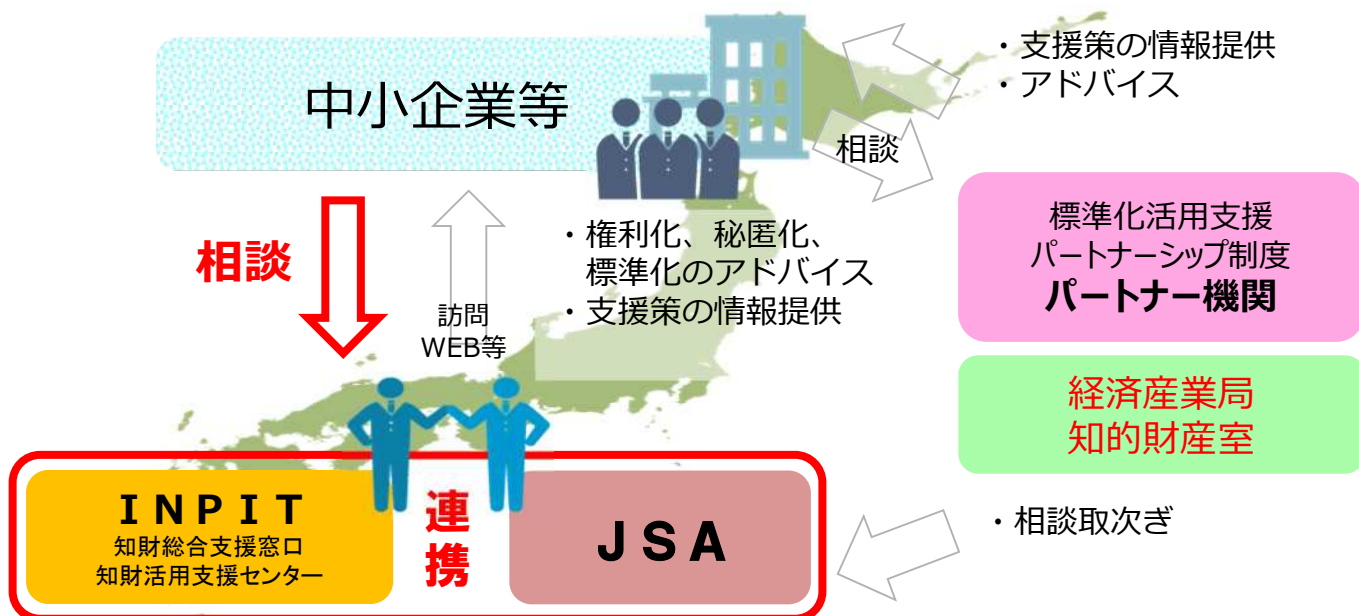 中小企業等
・支援策の情報提供
・アドバイス
相談
相談
訪問
WEB等
・権利化、秘匿化、
標準化のアドバイス
・支援策の情報提供
標準化活用支援
パートナーシップ制度
パートナー機関
経済産業局
知的財産室
・相談取次ぎ
ＩＮＰＩＴ
知財総合支援窓口
知財活用支援センター
連
携
ＪＳＡ